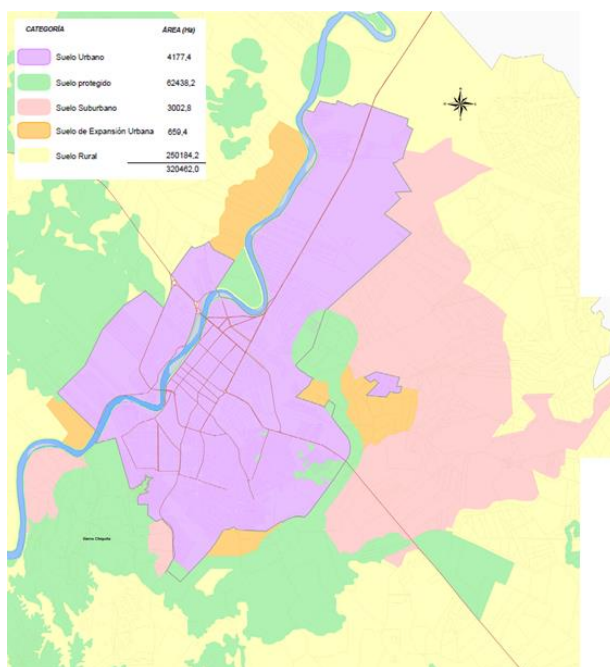 CATEGORÍA ÁREA (Ha)
Suelo Urbano 4177,4
Suelo protegido 62438,2
Suelo Suburbano 3002,8
Suelo de Expansión Urbana 659,4
Suelo Rural 250184,2
320462,0
Sierra Chiquita